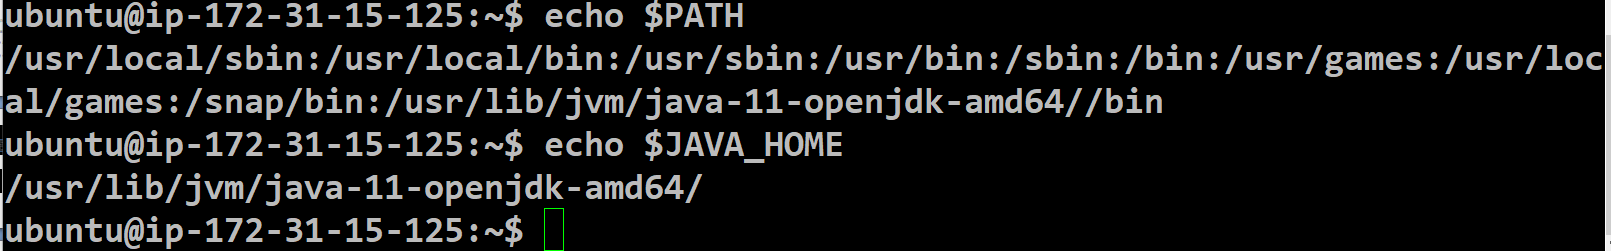 ubuntu@ip-172-31-15-125:~$ echo $PATH
/usr/local/sbin:/usr/local/bin:/usr/sbin:/usr/bin:/sbin:/bin:/usr/games:/usr/loc
al/games:/snap/bin:/usr/lib/jvm/java-11-openjdk-amd64//bin
ubuntu@ip-172-31-15-125:~$ echo $JAVA_HOME
/usr/lib/jvm/java-11-openjdk-amd64/
ubuntu@ip-172-31-15-125:~$